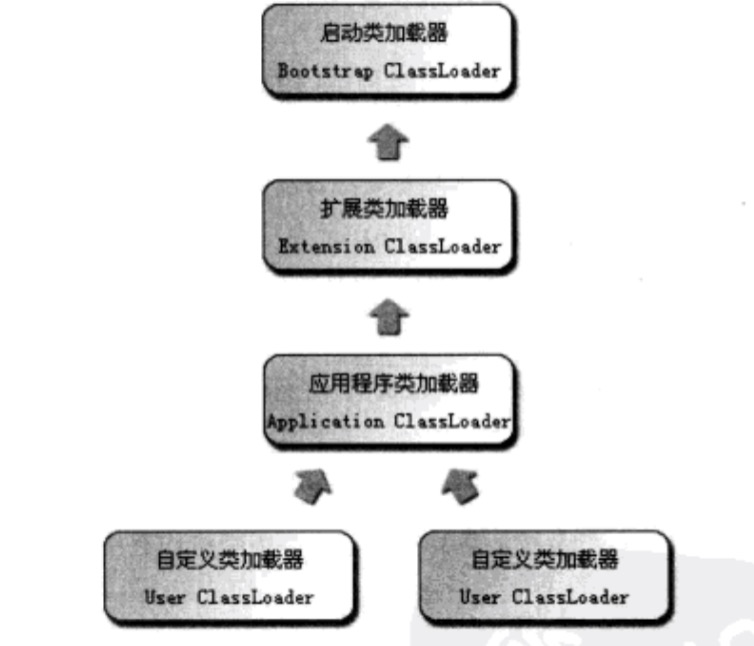 启动类加载器
Bootstrap ClassLoader
扩展类加载器
Extension ClassLoader
应用程序类加载器
Application ClassLoader
自定义类加载器
User ClassLoader
自定义类加载器
User ClassLoader